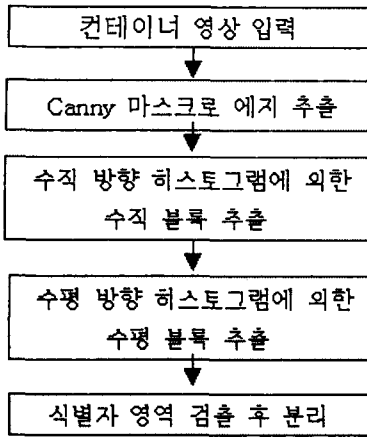 컨테이너 영상 입력
Canny 마스크로 에지 추출
수직 방향 히스토그램에 의한
수직 블록 추출
수평 방향 히스토그램에 의한
수평 블록 추출
식별자 영역 검출 후 분리